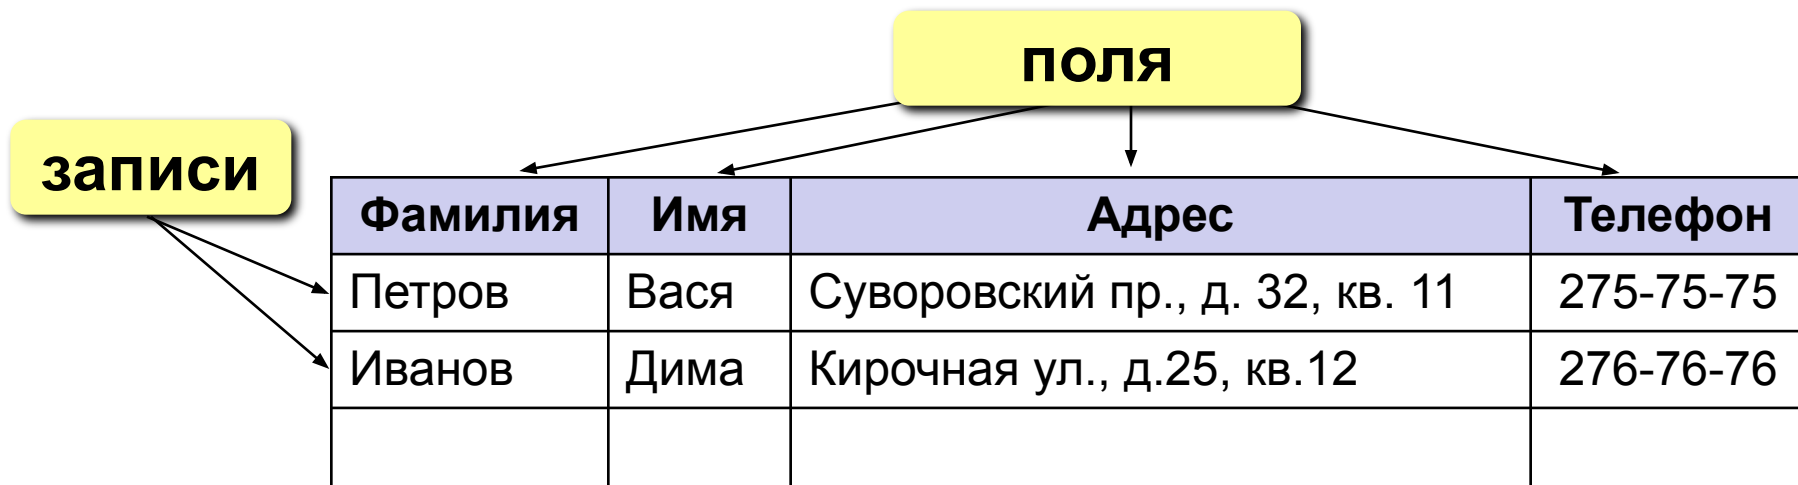 поля
записи
Фамилия Имя Адрес Телефон
Петров Вася Суворовский пр., д. 32, кв. 11 275-75-75
Иванов Дима Кирочная ул., д.25, кв.12 276-76-76